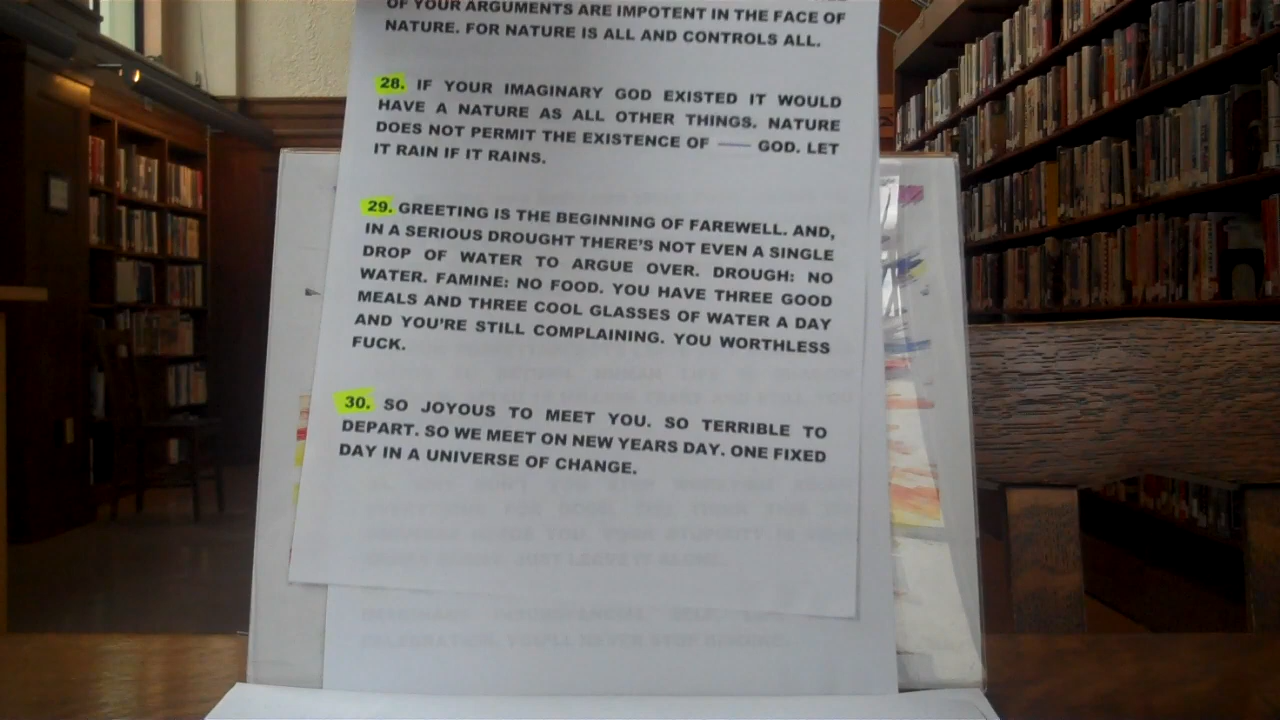 OF YOUR ARGUMENTS ARE IMPOTENT IN THE FACE OF
NATURE. FOR NATURE IS ALL AND CONTROLS ALL.
28. IF YOUR IMAGINARY GOD EXISTED IT WOULD
HAVE A NATURE AS ALL OTHER THINGS. NATURE
DOES NOT PERMIT THE EXISTENCE OF —— GOD. LET
IT RAIN IF IT RAINS.
29. GREETING IS THE BEGINNING OF FAREWELL. AND,
IN A SERIOUS DROUGHT THERE'S NOT EVEN A SINGLE
DROP OF WATER TO ARGUE OVER. DROUGH: NO
WATER. FAMINE: NO FOOD. YOU HAVE THREE GOOD
MEALS AND THREE COOL GLASSES OF WATER A DAY
AND YOU'RE STILL COMPLAINING. YOU WORTHLESS
FUCK.
30. SO JOYOUS TO MEET YOU. SO TERRIBLE TO
DEPART. SO WE MEET ON NEW YEARS DAY. ONE FIXED
DAY IN A UNIVERSE OF CHANGE.